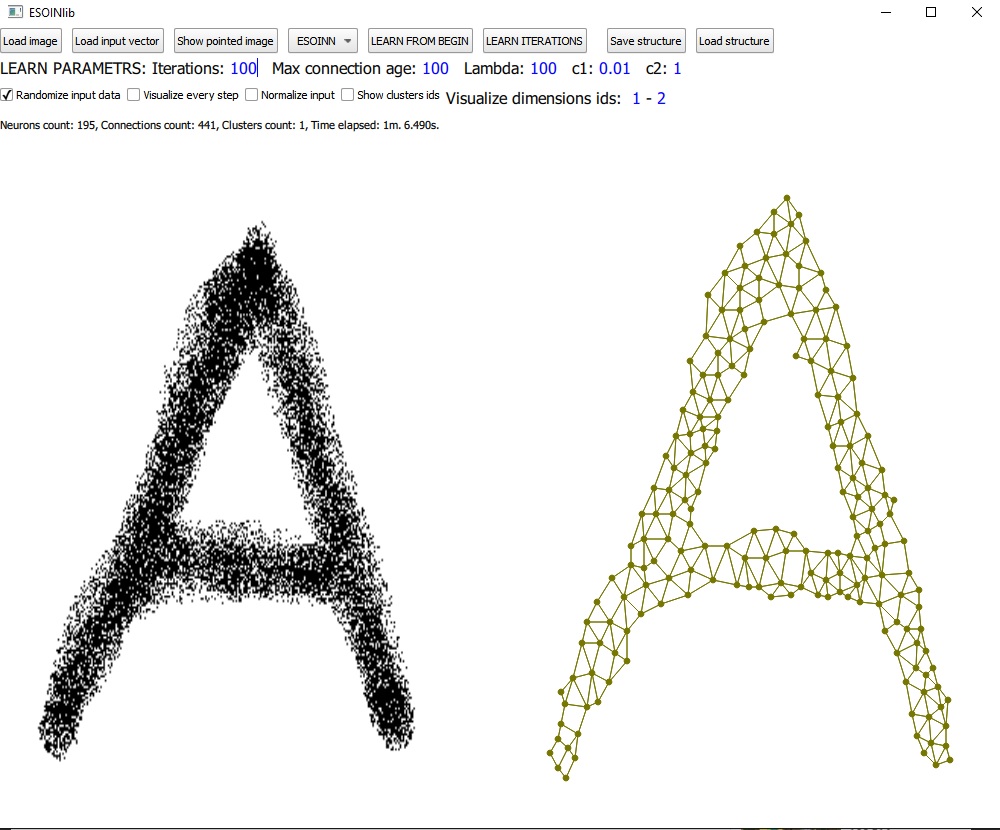 ESOINlib
Load image Load input vector Show pointed image ESOINN LEARN FROM BEGIN LEARN ITERATIONS Save structure Load structure
LEARN PARAMETRS: Iterations: 100 Max connection age: 100 Lambda: 100 c1: 0.01 c2: 1
Randomize input data Visualize every step Normalize input Show clusters ids Visualize dimensions ids: 1 - 2
Neurons count: 195, Connections count: 441, Clusters count: 1, Time elapsed: 1m. 6.490s.
A A